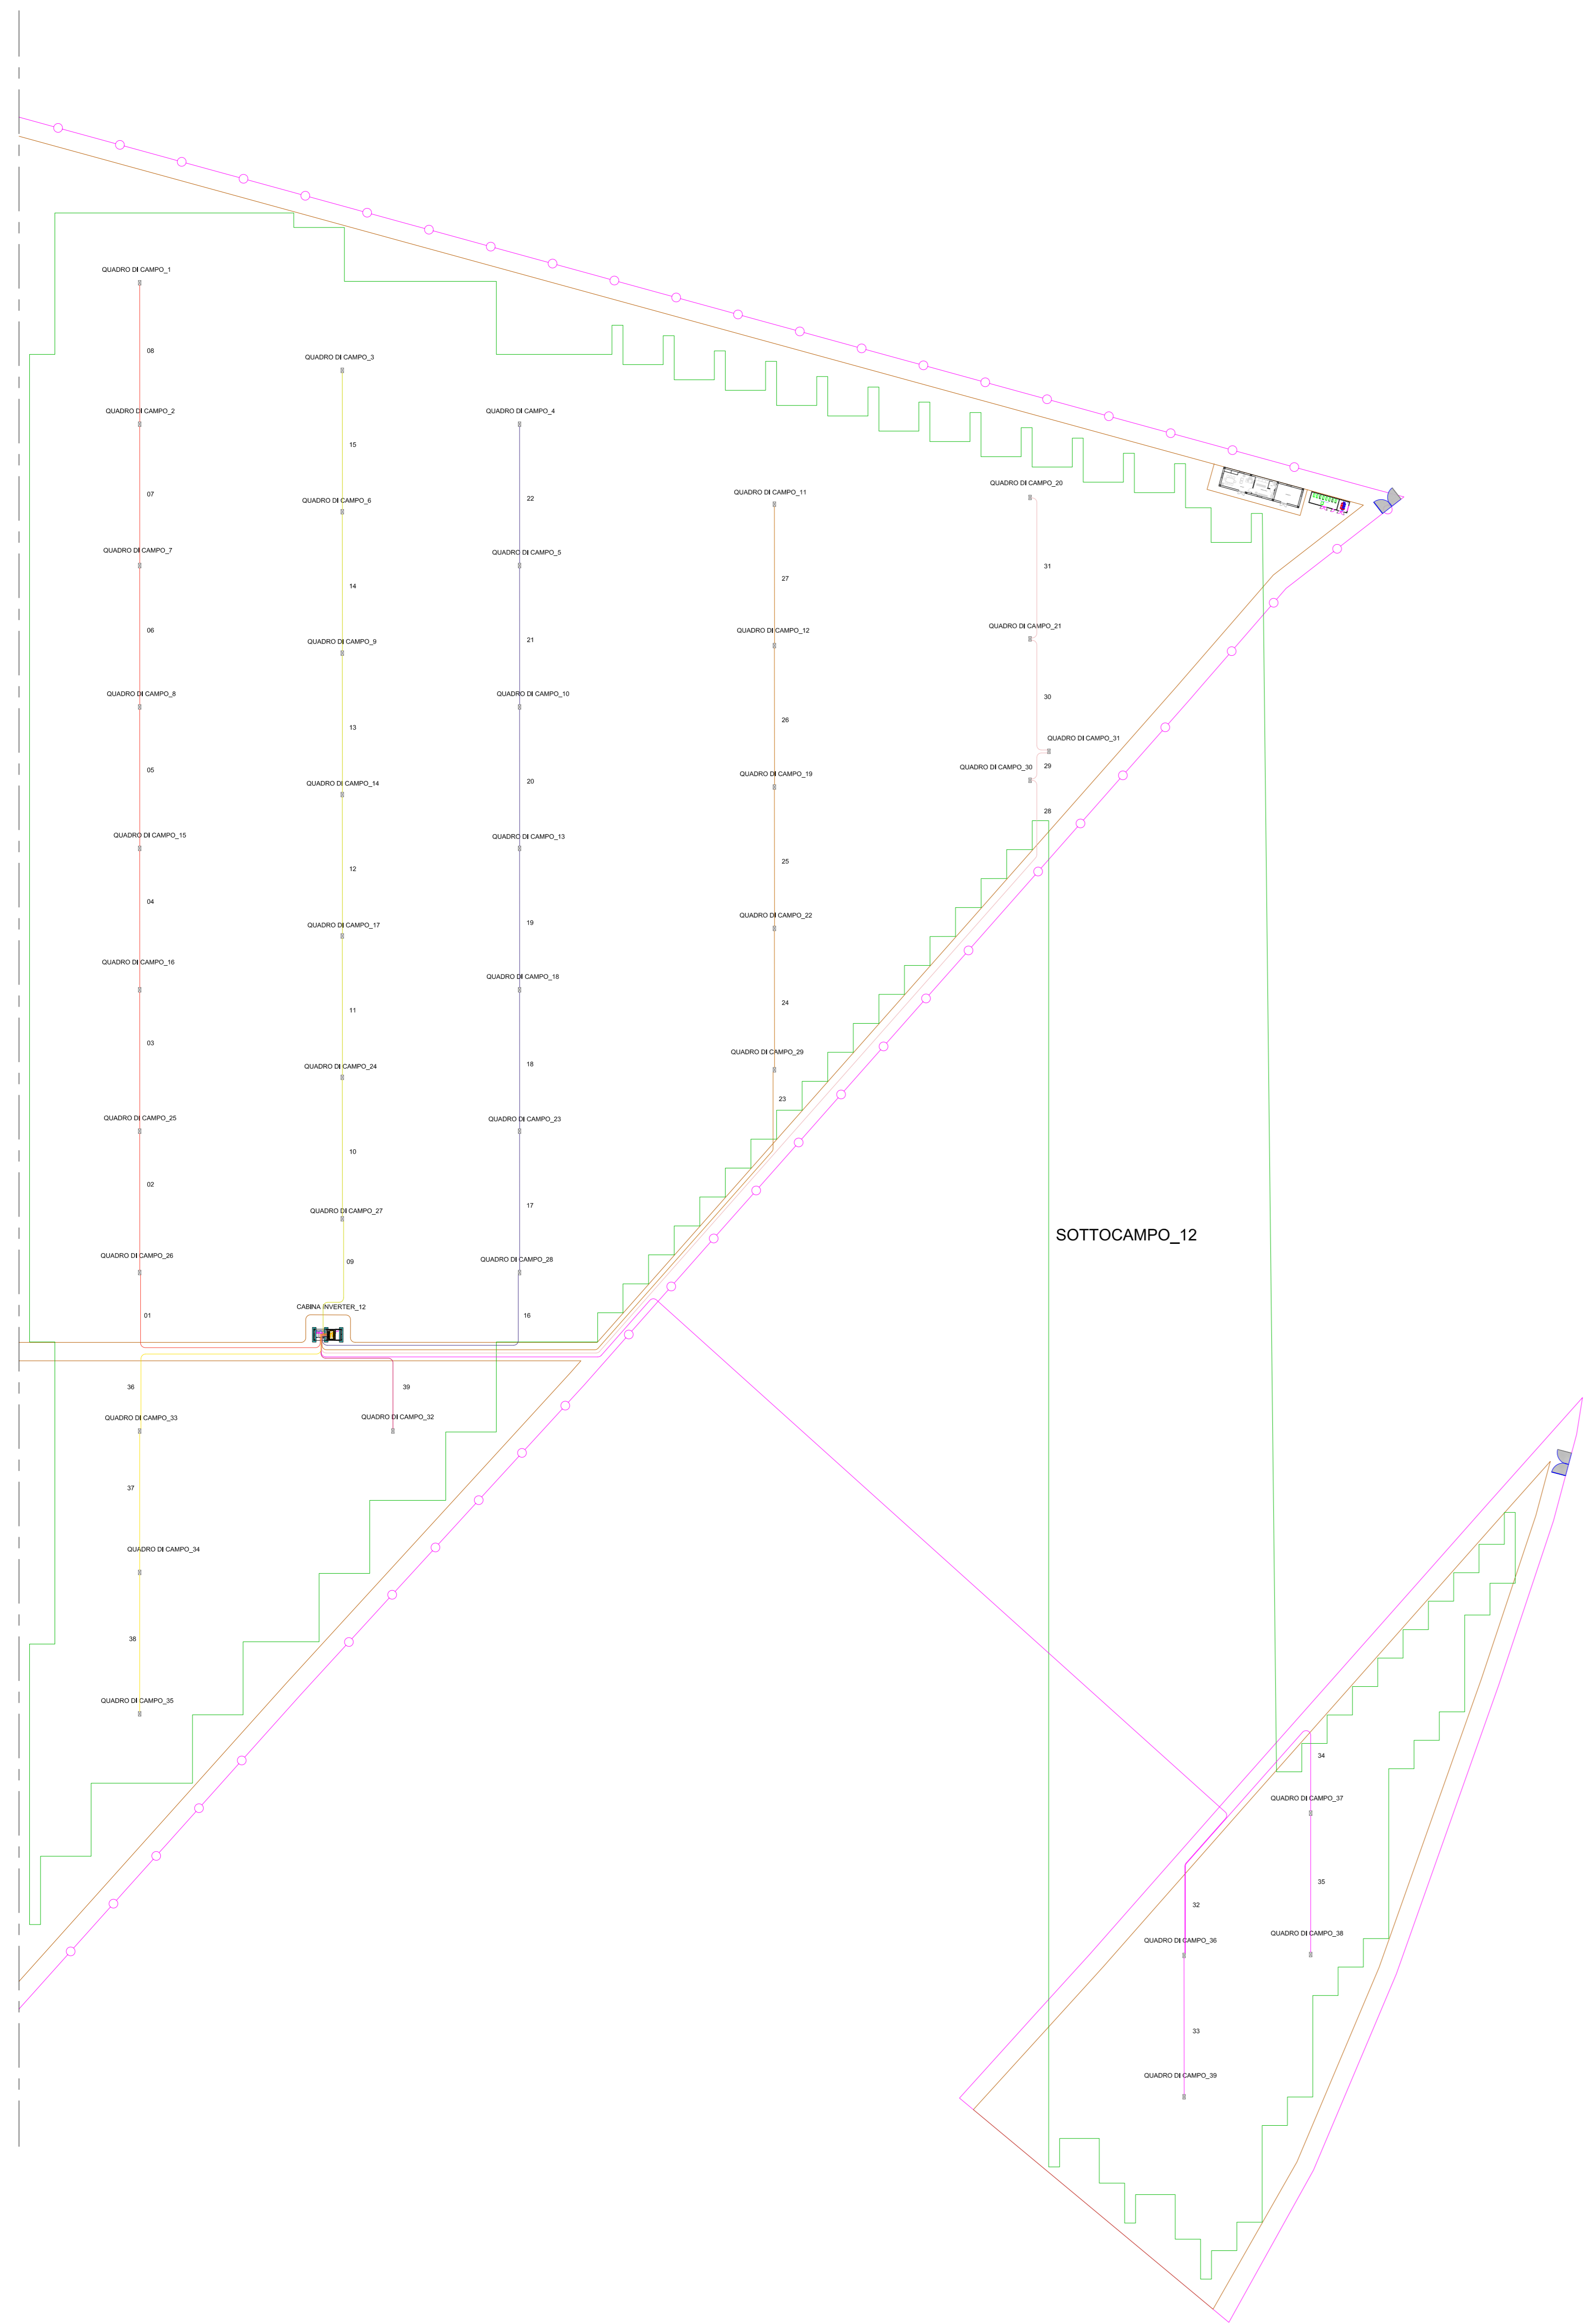 QUADRO DI CAMPO_1
08
QUADRO DI CAMPO_3
QUADRO DI CAMPO_2
QUADRO DI CAMPO_4
15
QUADRO DI CAMPO_20
07
22
QUADRO DI CAMPO_11
QUADRO DI CAMPO_6
QUADRO DI CAMPO_7
QUADRO DI CAMPO_5
31
27
14
QUADRO DI CAMPO_21
06
QUADRO DI CAMPO_12
QUADRO DI CAMPO_9
21
QUADRO DI CAMPO_8
QUADRO DI CAMPO_10
30
26
13
QUADRO DI CAMPO_31
QUADRO DI CAMPO_30
29
05
QUADRO DI CAMPO_19
QUADRO DI CAMPO_14
20
28
QUADRO DI CAMPO_15
QUADRO DI CAMPO_13
25
12
04
QUADRO DI CAMPO_22
QUADRO DI CAMPO_17
19
QUADRO DI CAMPO_16
QUADRO DI CAMPO_18
24
11
03
QUADRO DI CAMPO_29
QUADRO DI CAMPO_24
18
23
QUADRO DI CAMPO_25
QUADRO DI CAMPO_23
10
02
QUADRO DI CAMPO_27
17
SOTTOCAMPO_12
QUADRO DI CAMPO_26
09
QUADRO DI CAMPO_28
CABINA INVERTER_12
01
16
36
39
QUADRO DI CAMPO_33
QUADRO DI CAMPO_32
37
QUADRO DI CAMPO_34
38
QUADRO DI CAMPO_35
34
QUADRO DI CAMPO_37
35
32
QUADRO DI CAMPO_36
QUADRO DI CAMPO_38
33
QUADRO DI CAMPO_39